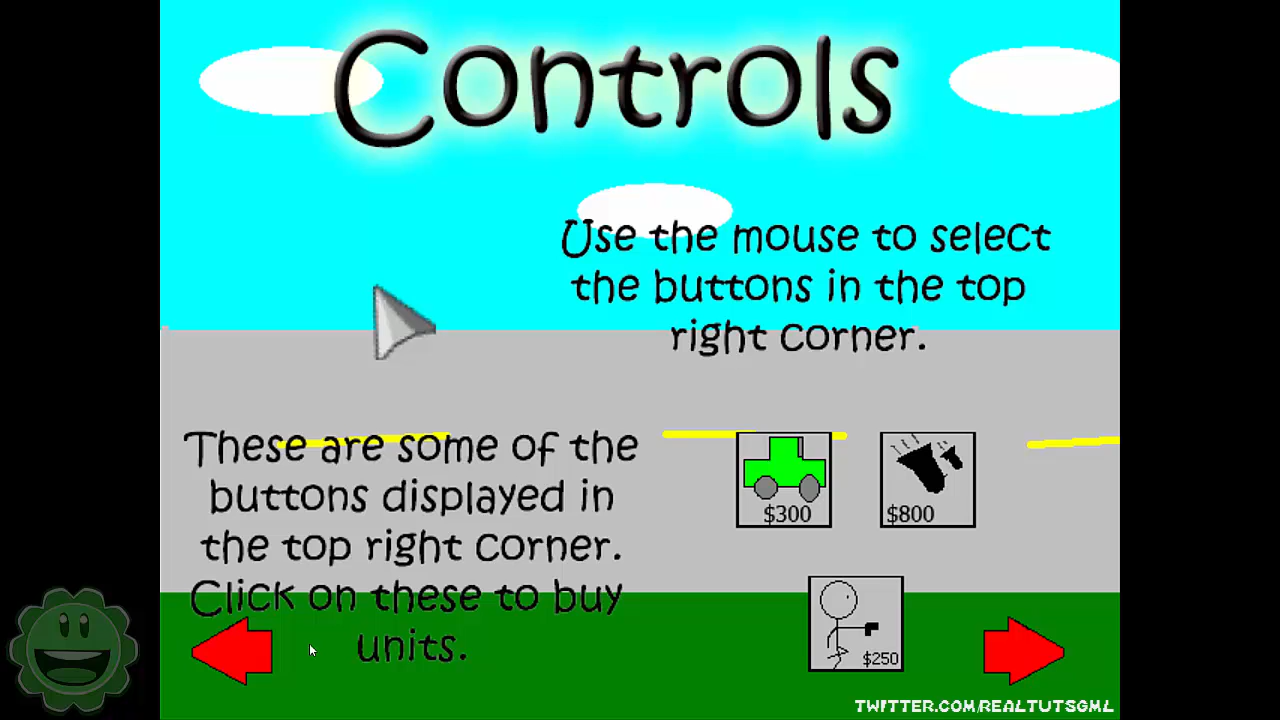 Controls
Use the mouse to select
the buttons in the top
right corner.
These are some of the
buttons displayed in
the top right corner.
Click on these to buy
units.
$300
$800
$250
TWITTER.COM/REALTUTSGML